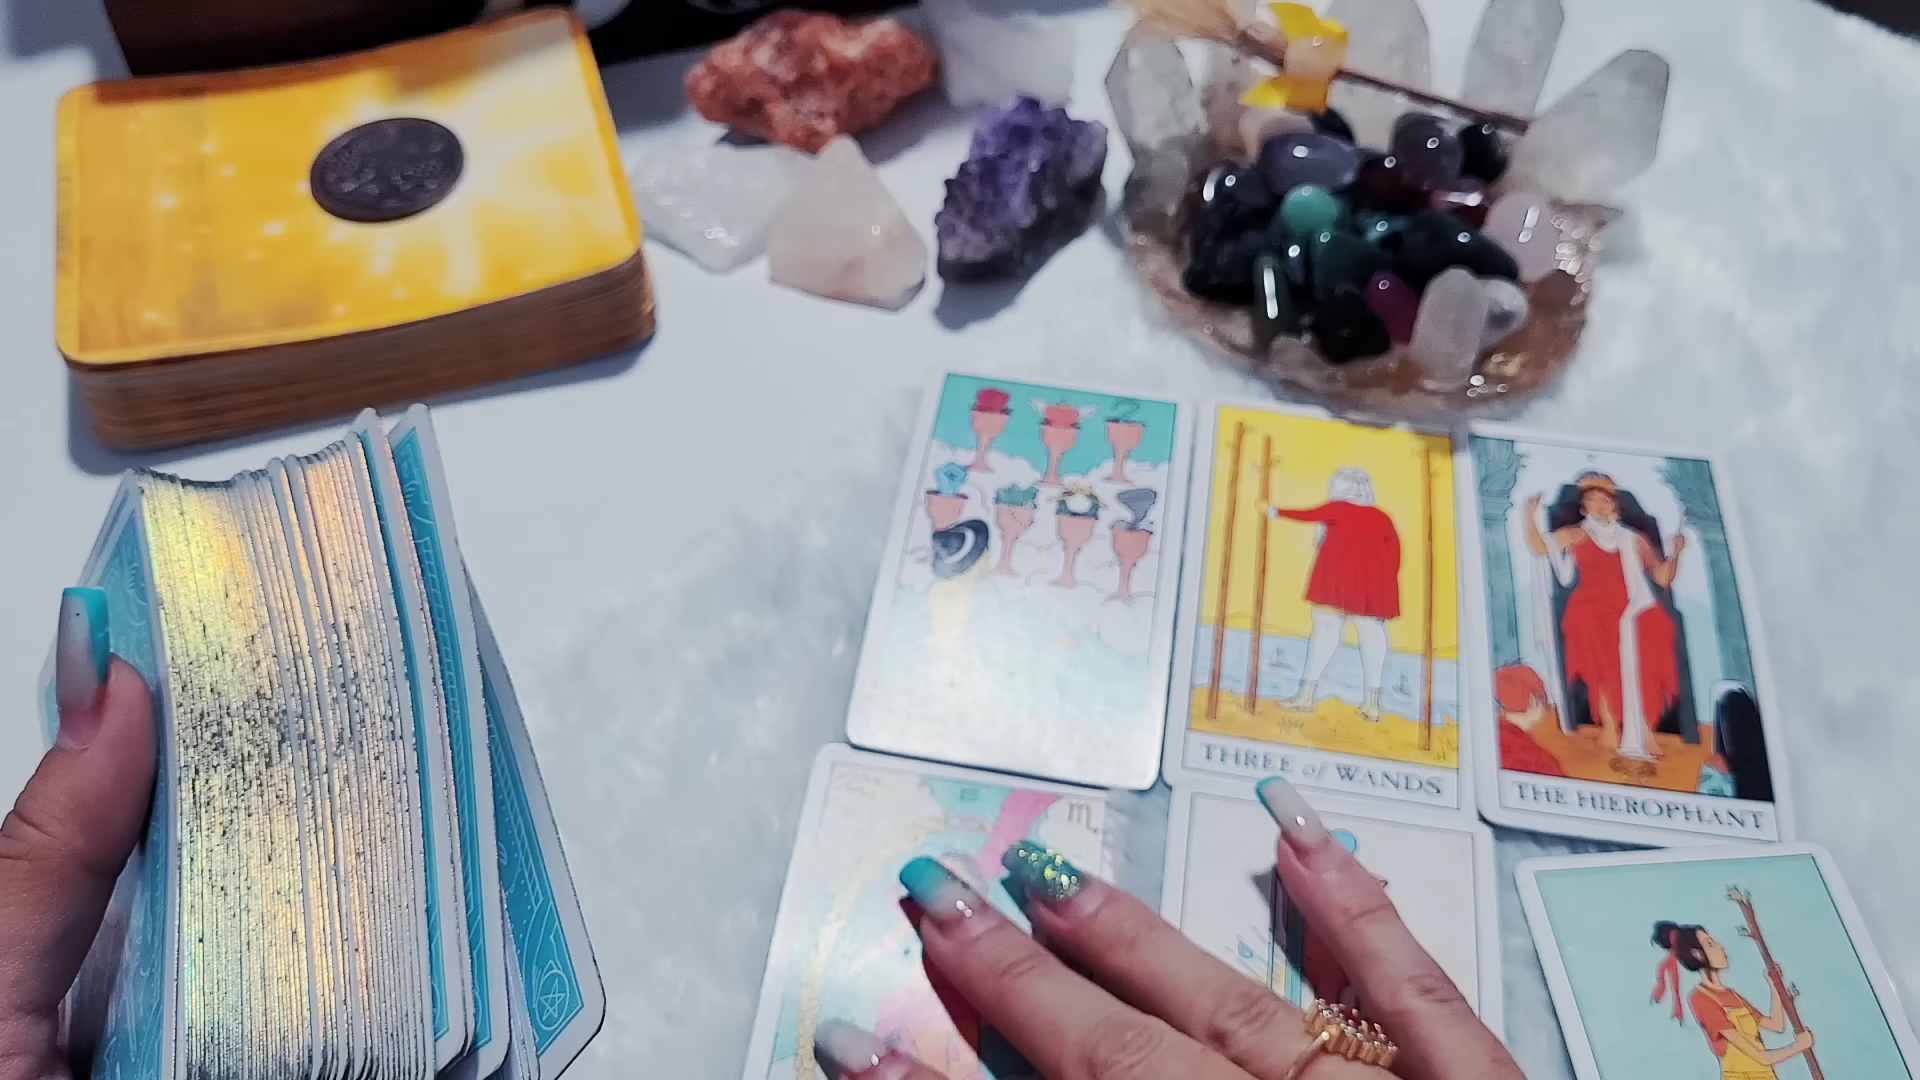 THREE of WANDS
THE HIEROPHANT
♏